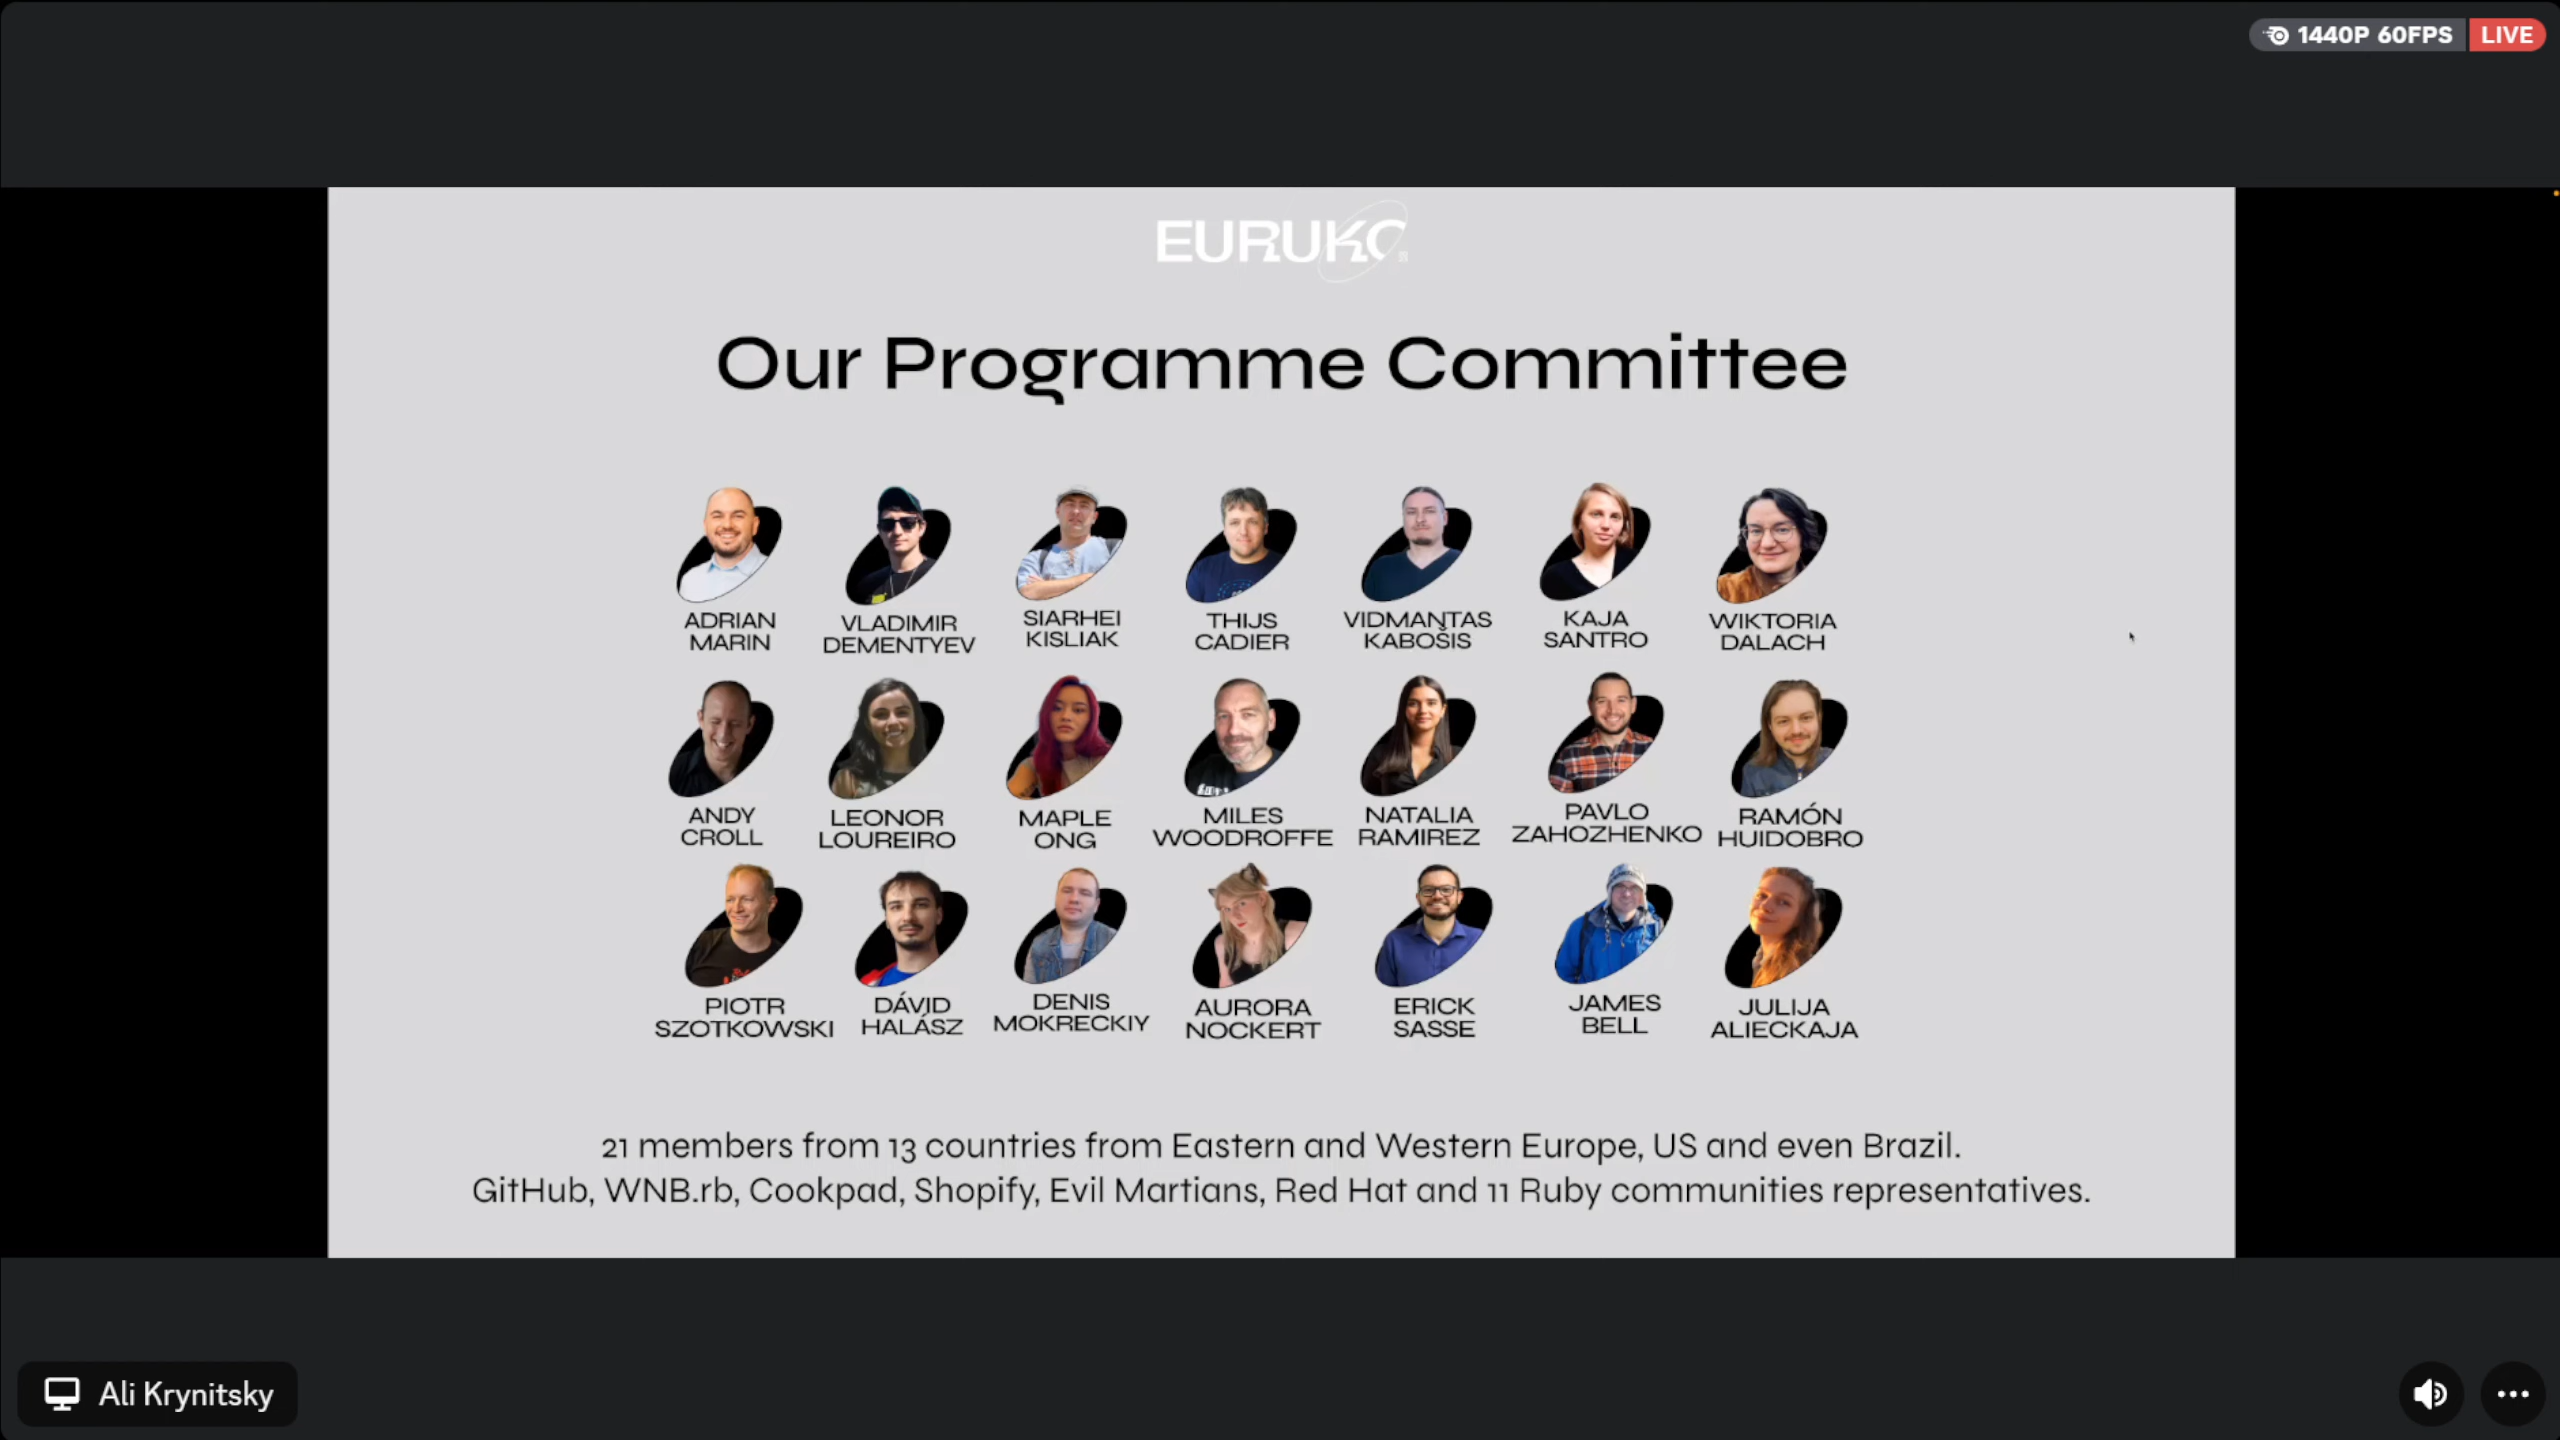 1440P 60FPS LIVE
EURUKO
Our Programme Committee
ADRIAN
MARIN
VLADIMIR
DEMENTYEV
SIARHEI
KISLIAK
THIJS
CADIER
VIDMANTAS
KABOŠIS
KAJA
SANTRO
WIKTORIA
DALACH
ANDY
CROLL
LEONOR
LOUREIRO
MAPLE
ONG
MILES
WOODROFFE
NATALIA
RAMIREZ
PAVLO
ZAHOZHENKO
RAMÓN
HUIDOBRO
PIOTR
SZOTKOWSKI
DÁVID
HALÁSZ
DENIS
MOKRECKIY
AURORA
NOCKERT
ERICK
SASSE
JAMES
BELL
JULIJA
ALIECKAJA
21 members from 13 countries from Eastern and Western Europe, US and even Brazil.
GitHub, WNB.rb, Cookpad, Shopify, Evil Martians, Red Hat and 11 Ruby communities representatives.
Ali Krynitsky